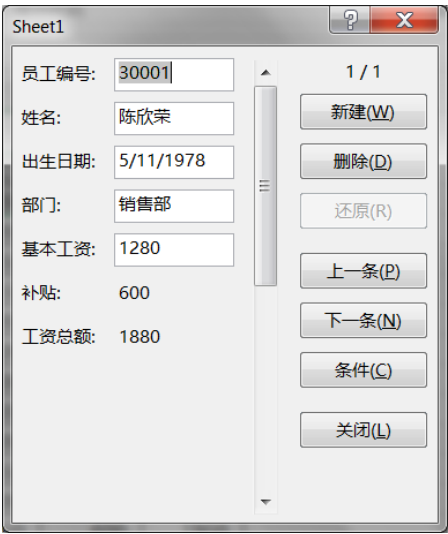 Sheet1
员工编号: 30001
姓名: 陈欣荣
出生日期: 5/11/1978
部门: 销售部
基本工资: 1280
补贴: 600
工资总额: 1880
1 / 1
新建(W)
删除(D)
还原(R)
上一条(P)
下一条(N)
条件(C)
关闭(L)